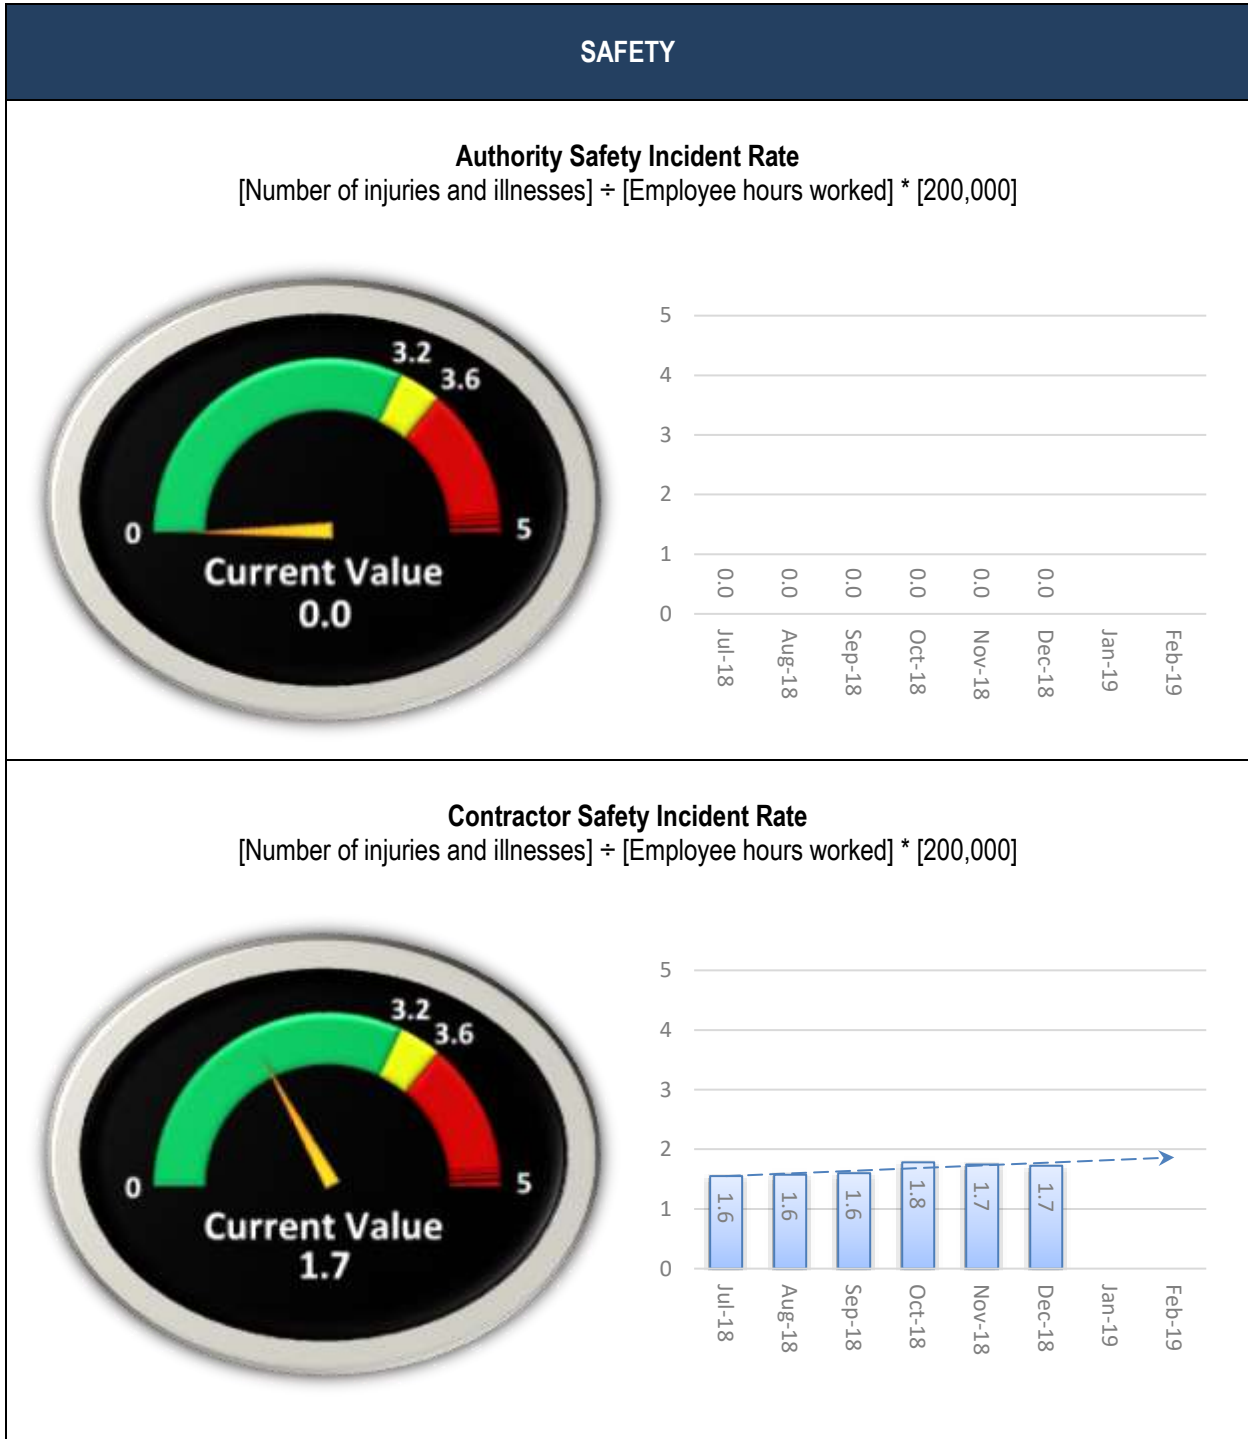 SAFETY
Authority Safety Incident Rate
[Number of injuries and illnesses] ÷ [Employee hours worked] * [200,000]
3.2
3.6
0
5
Current Value
0.0
5
4
3
2
1
0
0.0
0.0
0.0
0.0
0.0
0.0
Jul-18
Aug-18
Sep-18
Oct-18
Nov-18
Dec-18
Jan-19
Feb-19
Contractor Safety Incident Rate
[Number of injuries and illnesses] ÷ [Employee hours worked] * [200,000]
3.2
3.6
0
5
Current Value
1.7
5
4
3
2
1
0
1.6
1.6
1.6
1.8
1.7
1.7
Jul-18
Aug-18
Sep-18
Oct-18
Nov-18
Dec-18
Jan-19
Feb-19